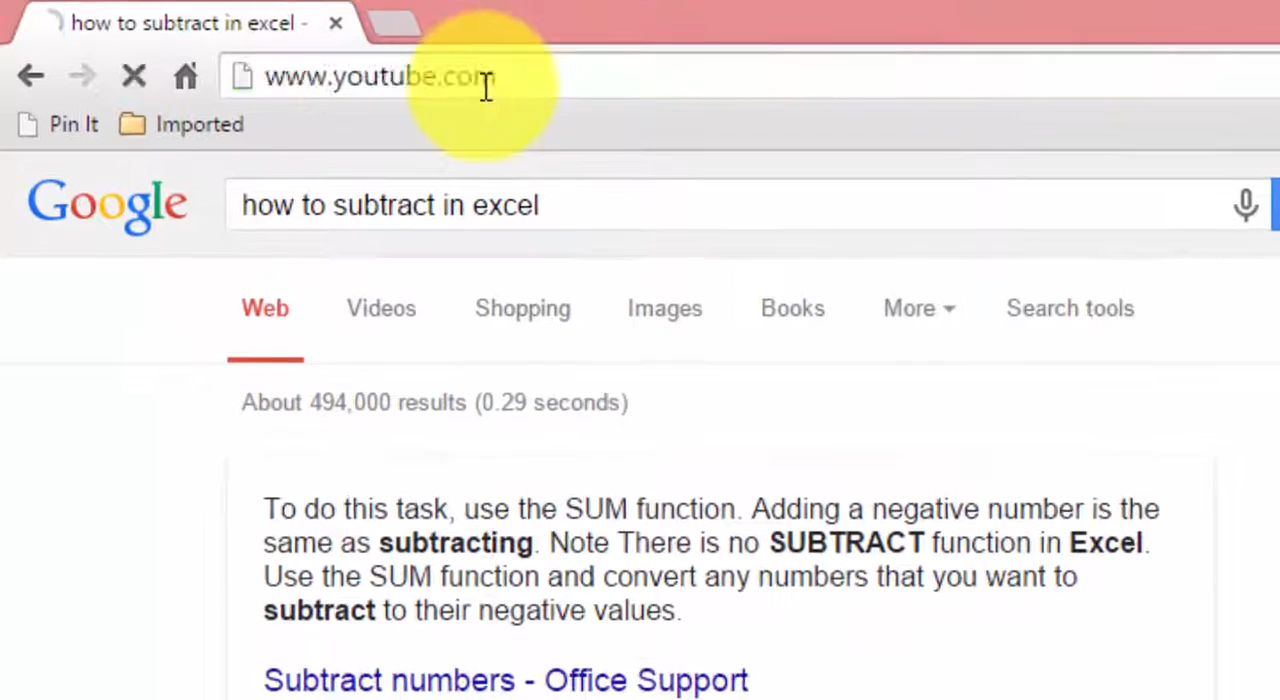 how to subtract in excel -
www.youtube.com
Pin It Imported
Google how to subtract in excel
Web Videos Shopping Images Books More Search tools
About 494,000 results (0.29 seconds)
To do this task, use the SUM function. Adding a negative number is the
same as subtracting. Note There is no SUBTRACT function in Excel.
Use the SUM function and convert any numbers that you want to
subtract to their negative values.
Subtract numbers - Office Support